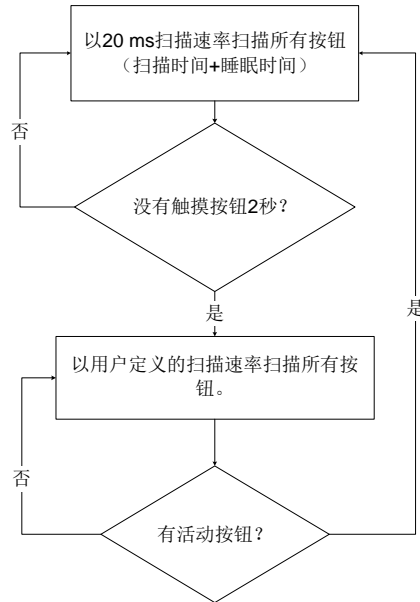 以20 ms扫描速率扫描所有按钮
（扫描时间+睡眠时间）
否
没有触摸按钮2秒？
是
是
以用户定义的扫描速率扫描所有按
钮。
否
有活动按钮？